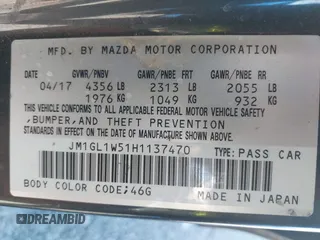 MFD. BY MAZDA MOTOR CORPORATION
GVWR/PNBV GAWR/PNBE FRT GAWR/PNBE RR
04/17 4356 LB 2313 LB 2055 LB
1976 KG 1049 KG 932 KG
THIS VEHICLE CONFORMS TO ALL APPLICABLE FEDERAL MOTOR VEHICLE SAFETY
,BUMPER,AND THEFT PREVENTION
STANDARDS IN EFFECT ON THE DATE OF MANUFACTURE SHOWN ABOVE.
JM1GL1W51H1137470 TYPE:PASS CAR
BODY COLOR CODE;46G MADE IN JAPAN
DREAMBID